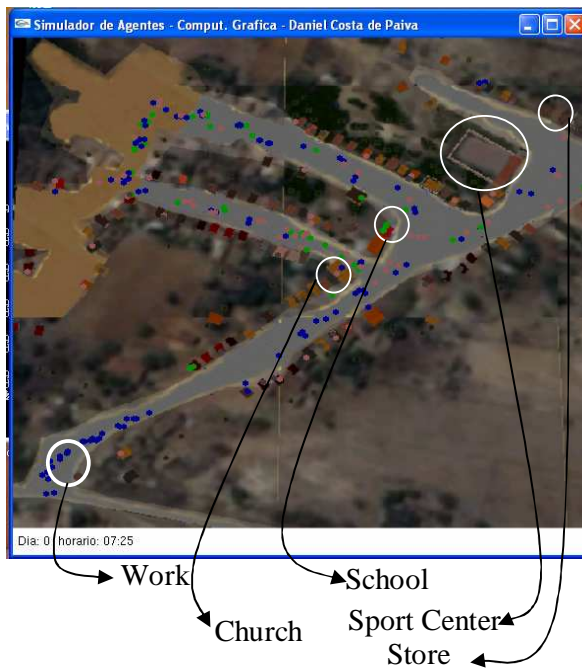 Simulador de Agentes - Comput. Grafica - Daniel Costa de Paiva
Dia: 0 horario: 07:25
Work
School
Church
Sport Center
Store